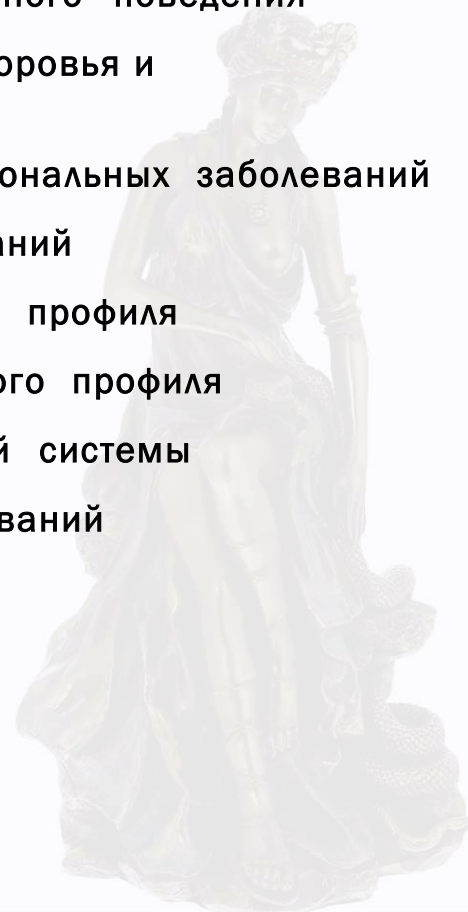 ного поведения
оровья и
ональных заболеваний
аний
профиля
ого профиля
й системы
ваний